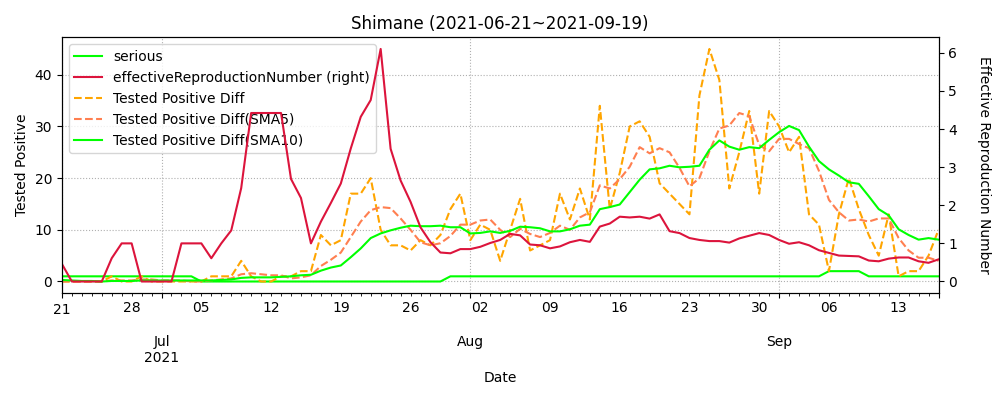 Shimane (2021-06-21~2021-09-19)
serious
effectiveReproductionNumber (right)
Tested Positive Diff
Tested Positive Diff(SMA5)
Tested Positive Diff(SMA10)
Tested Positive
40
30
20
10
0
Effective Reproduction Number
6
5
4
3
2
1
0
21 28 05 12 19 26 02 09 16 23 30 06 13
Jul Aug Sep
2021
Date